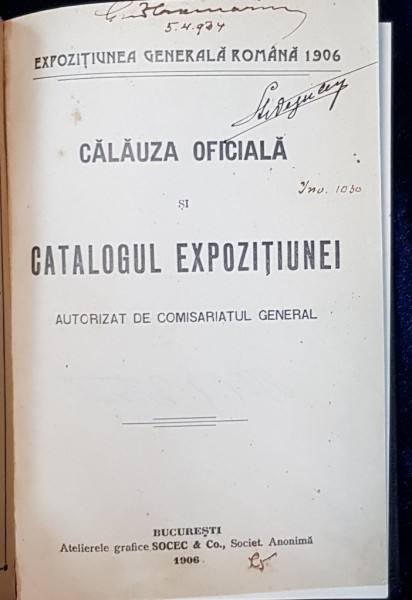 5.4.934
EXPOZIȚIUNEA GENERALĂ ROMÂNĂ 1906
CĂLĂUZA OFICIALĂ
ȘI
Inv. 1030
CATALOGUL EXPOZIȚIUNEI
AUTORIZAT DE COMISARIATUL GENERAL
BUCUREȘTI
Atelierele grafice SOCEC & Co., Societ. Anonimă
1906